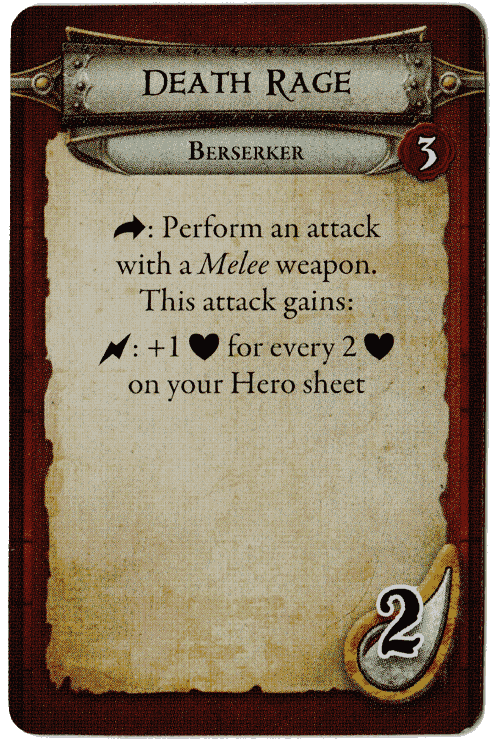 Death Rage
Berserker
3
: Perform an attack
with a Melee weapon.
This attack gains:
: +1 ♥ for every 2 ♥
on your Hero sheet
2